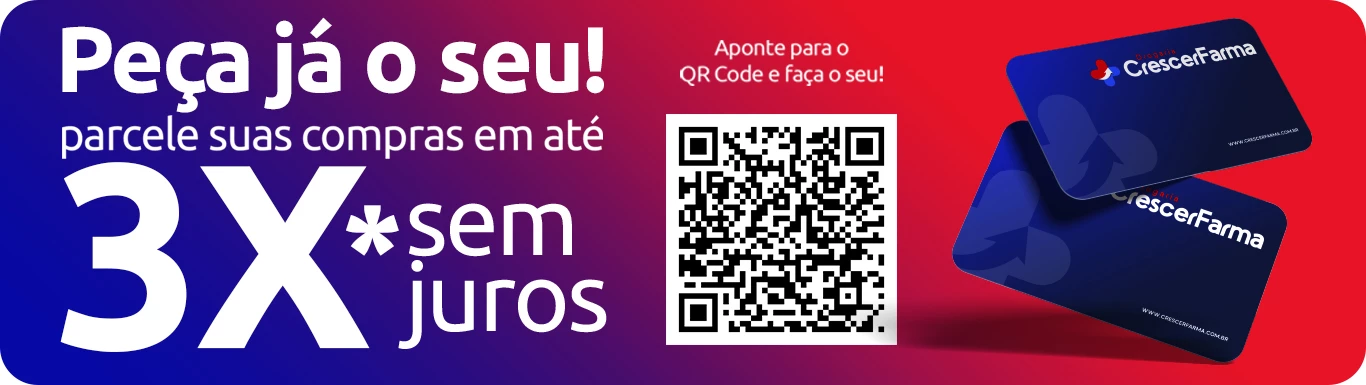 Peça já o seu!
parcele suas compras em até
3X*sem
juros
Aponte para o
QR Code e faça o seu!
Drogaria
CrescerFarma
WWW.CRESCERFARMA.COM.BR
CrescerFarma
WWW.CRESCERFARMA.COM.BR